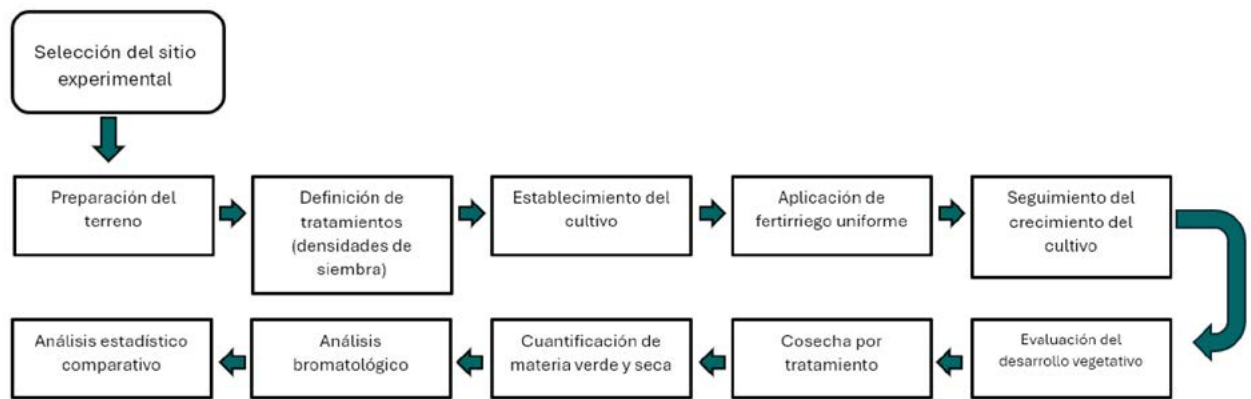 Selección del sitio
experimental
Preparación del
terreno
Definición de
tratamientos
(densidades de
siembra)
Establecimiento del
cultivo
Aplicación de
fertirriego uniforme
Seguimiento del
crecimiento del
cultivo
Evaluación del
desarrollo vegetativo
Cosecha por
tratamiento
Cuantificación de
materia verde y seca
Análisis
bromatológico
Análisis estadístico
comparativo